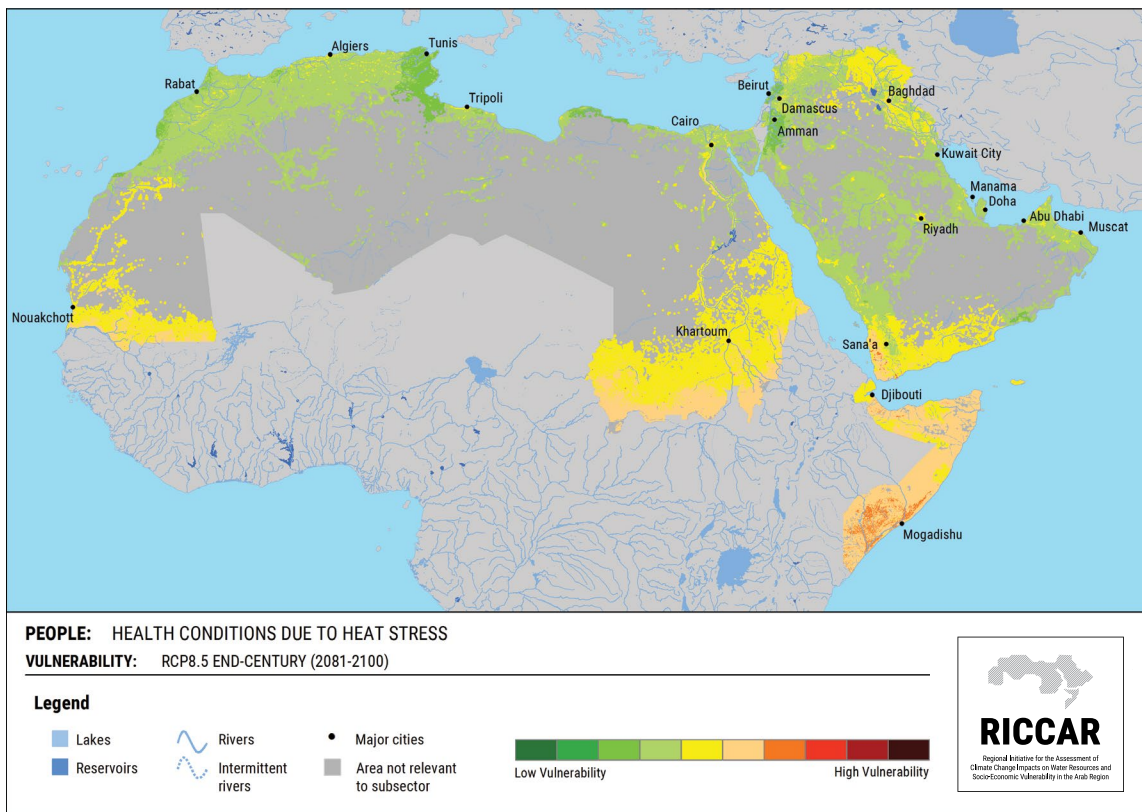 Algiers
Tunis
Rabat
Tripoli
Beirut
Damascus
Baghdad
Cairo
Amman
Kuwait City
Manama
Doha
Abu Dhabi
Riyadh
Muscat
Nouakchott
Khartoum
Sana'a
Djibouti
Mogadishu
PEOPLE: HEALTH CONDITIONS DUE TO HEAT STRESS
VULNERABILITY: RCP8.5 END-CENTURY (2081-2100)
Legend
Lakes
Reservoirs
Rivers
Intermittent
rivers
Major cities
Area not relevant
to subsector
Low Vulnerability
High Vulnerability
RICCAR
Regional Initiative for the Assessment of
Climate Change Impacts on Water Resources and
Socio-Economic Vulnerability in the Arab Region